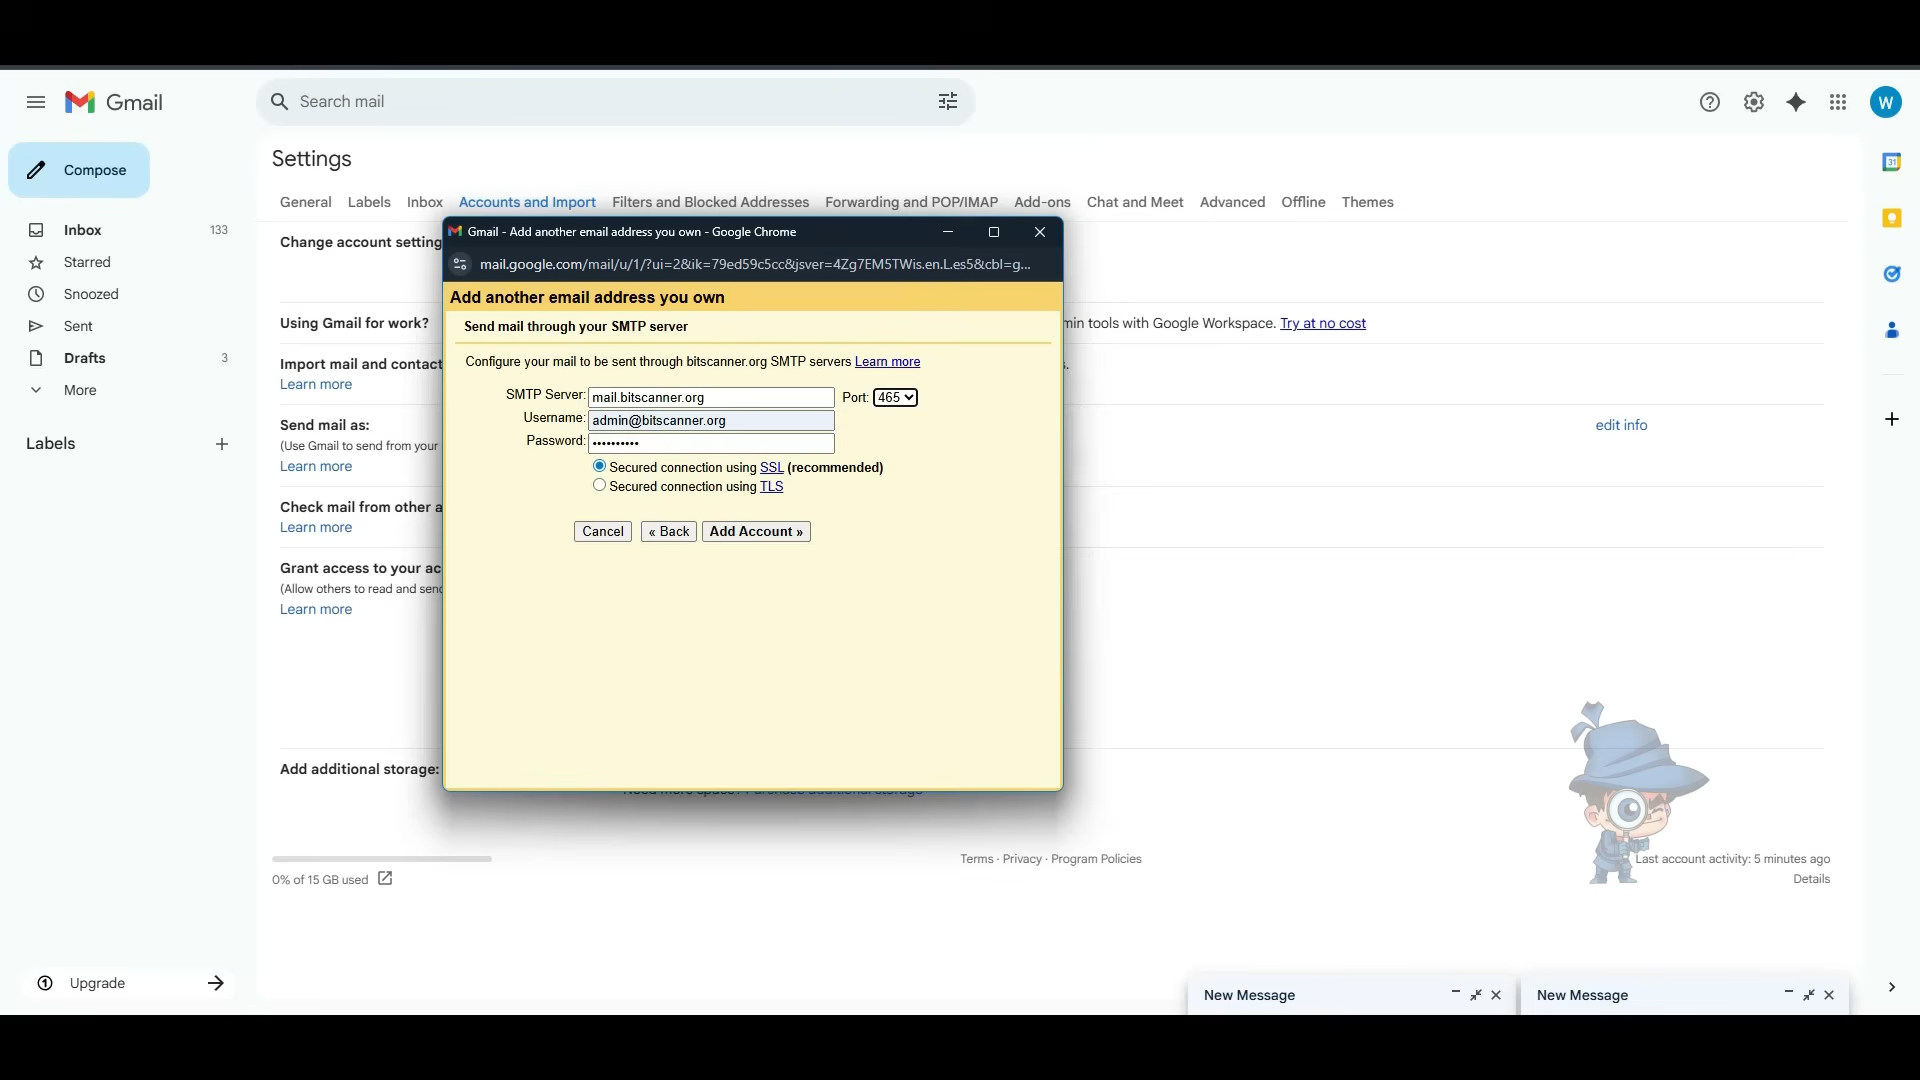 Gmail
Search mail
W
Compose
Inbox 133
Starred
Snoozed
Sent
Drafts 3
More
Labels
Upgrade
Settings
General Labels Inbox Accounts and Import Filters and Blocked Addresses Forwarding and POP/IMAP Add-ons Chat and Meet Advanced Offline Themes
Change account setting
Using Gmail for work?
min tools with Google Workspace. Try at no cost
Import mail and contact
Learn more
Send mail as:
(Use Gmail to send from your
Learn more
edit info
Check mail from other a
Learn more
Grant access to your ac
(Allow others to read and send
Learn more
Add additional storage:
Need more space? Purchase additional storage
Gmail - Add another email address you own - Google Chrome
mail.google.com/mail/u/1/?ui=2&ik=79ed59c5cc&jsver=4Zg7EM5TWis.en.l.es5&cbl=g...
Add another email address you own
Send mail through your SMTP server
Configure your mail to be sent through bitscanner.org SMTP servers Learn more
SMTP Server: mail.bitscanner.org Port: 465
Username: admin@bitscanner.org
Password: ••••••••••
Secured connection using SSL (recommended)
Secured connection using TLS
Cancel « Back Add Account »
0% of 15 GB used
Terms · Privacy · Program Policies
Last account activity: 5 minutes ago
Details
New Message
New Message
31